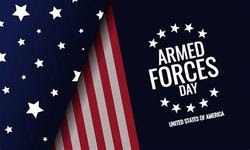 ARMED
FORCES
DAY
UNITED STATES OF AMERICA